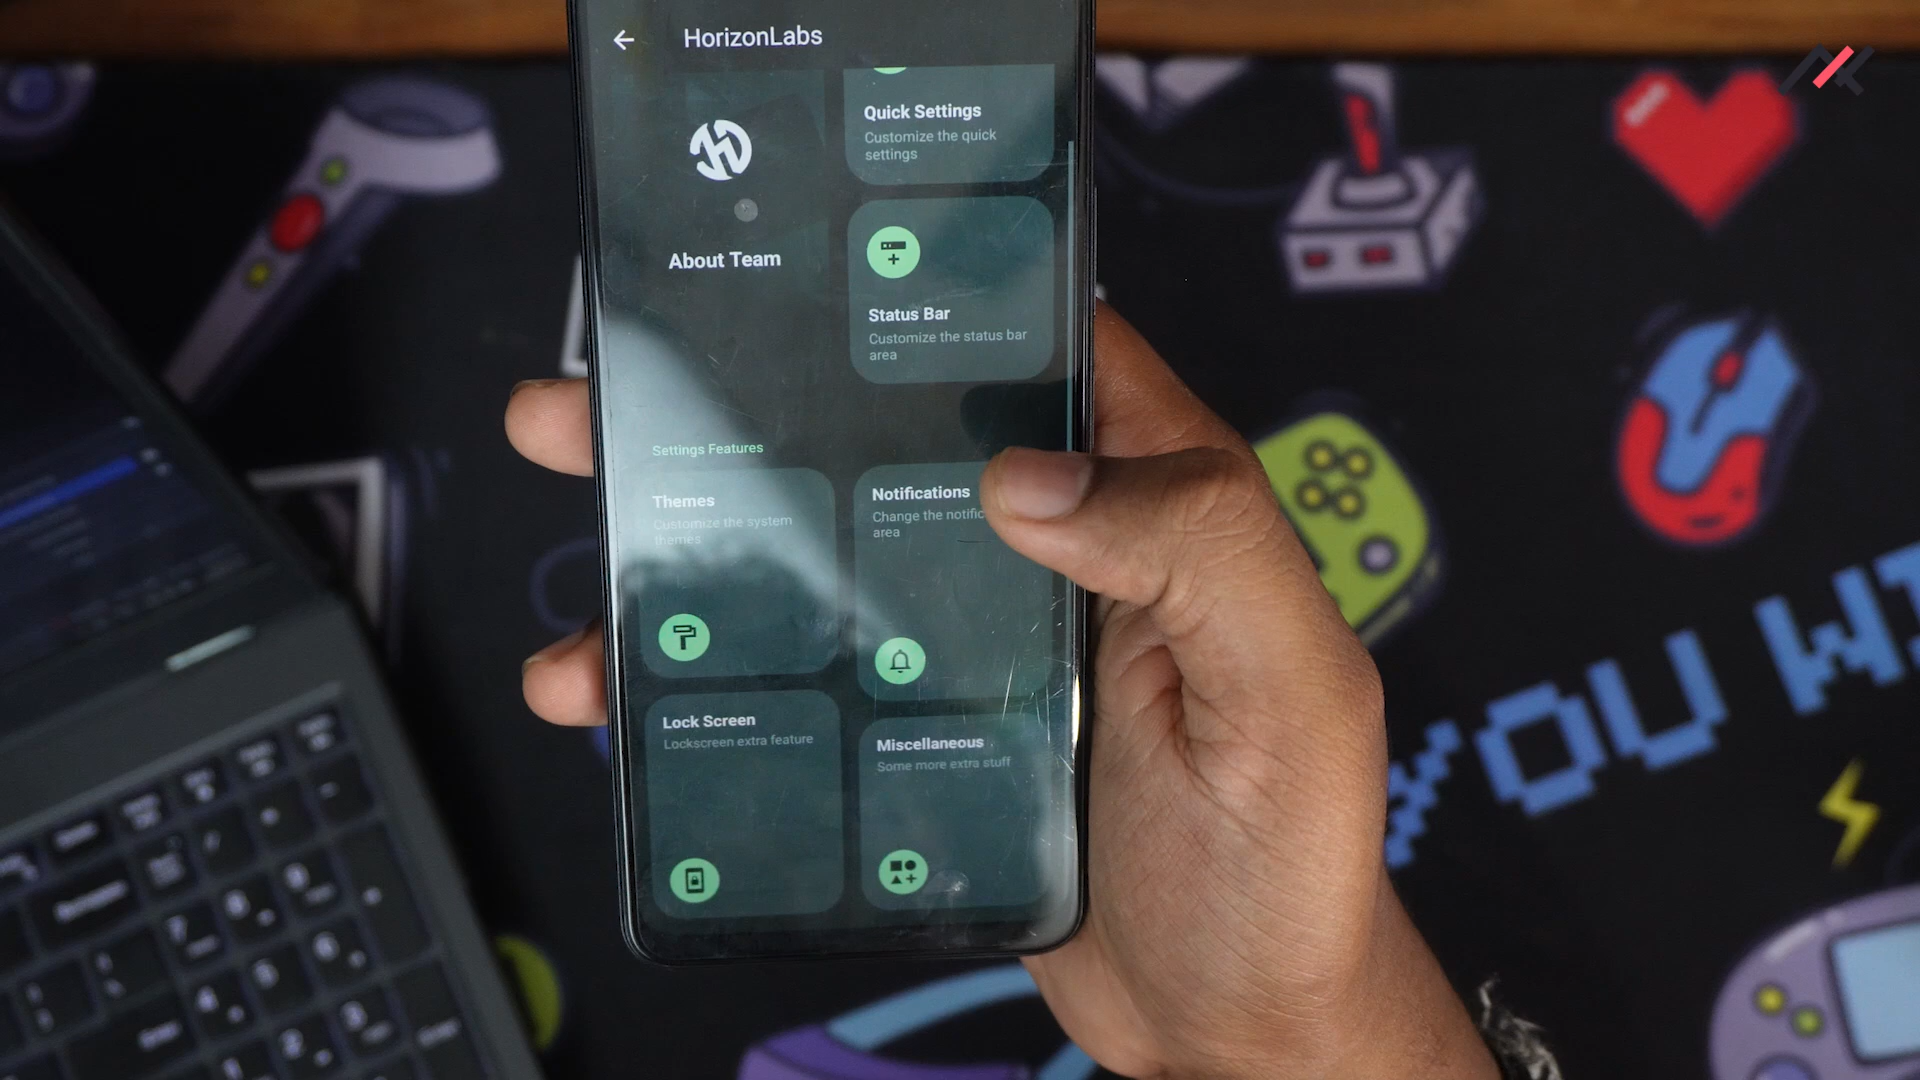 HorizonLabs
Quick Settings
Customize the quick
settings
About Team
Status Bar
Customize the status bar
area
Settings Features
Themes
Customize the system
themes
Notifications
Change the
area
Lock Screen
Lockscreen extra feature
Miscellaneous
Some more extra stuff
YOU